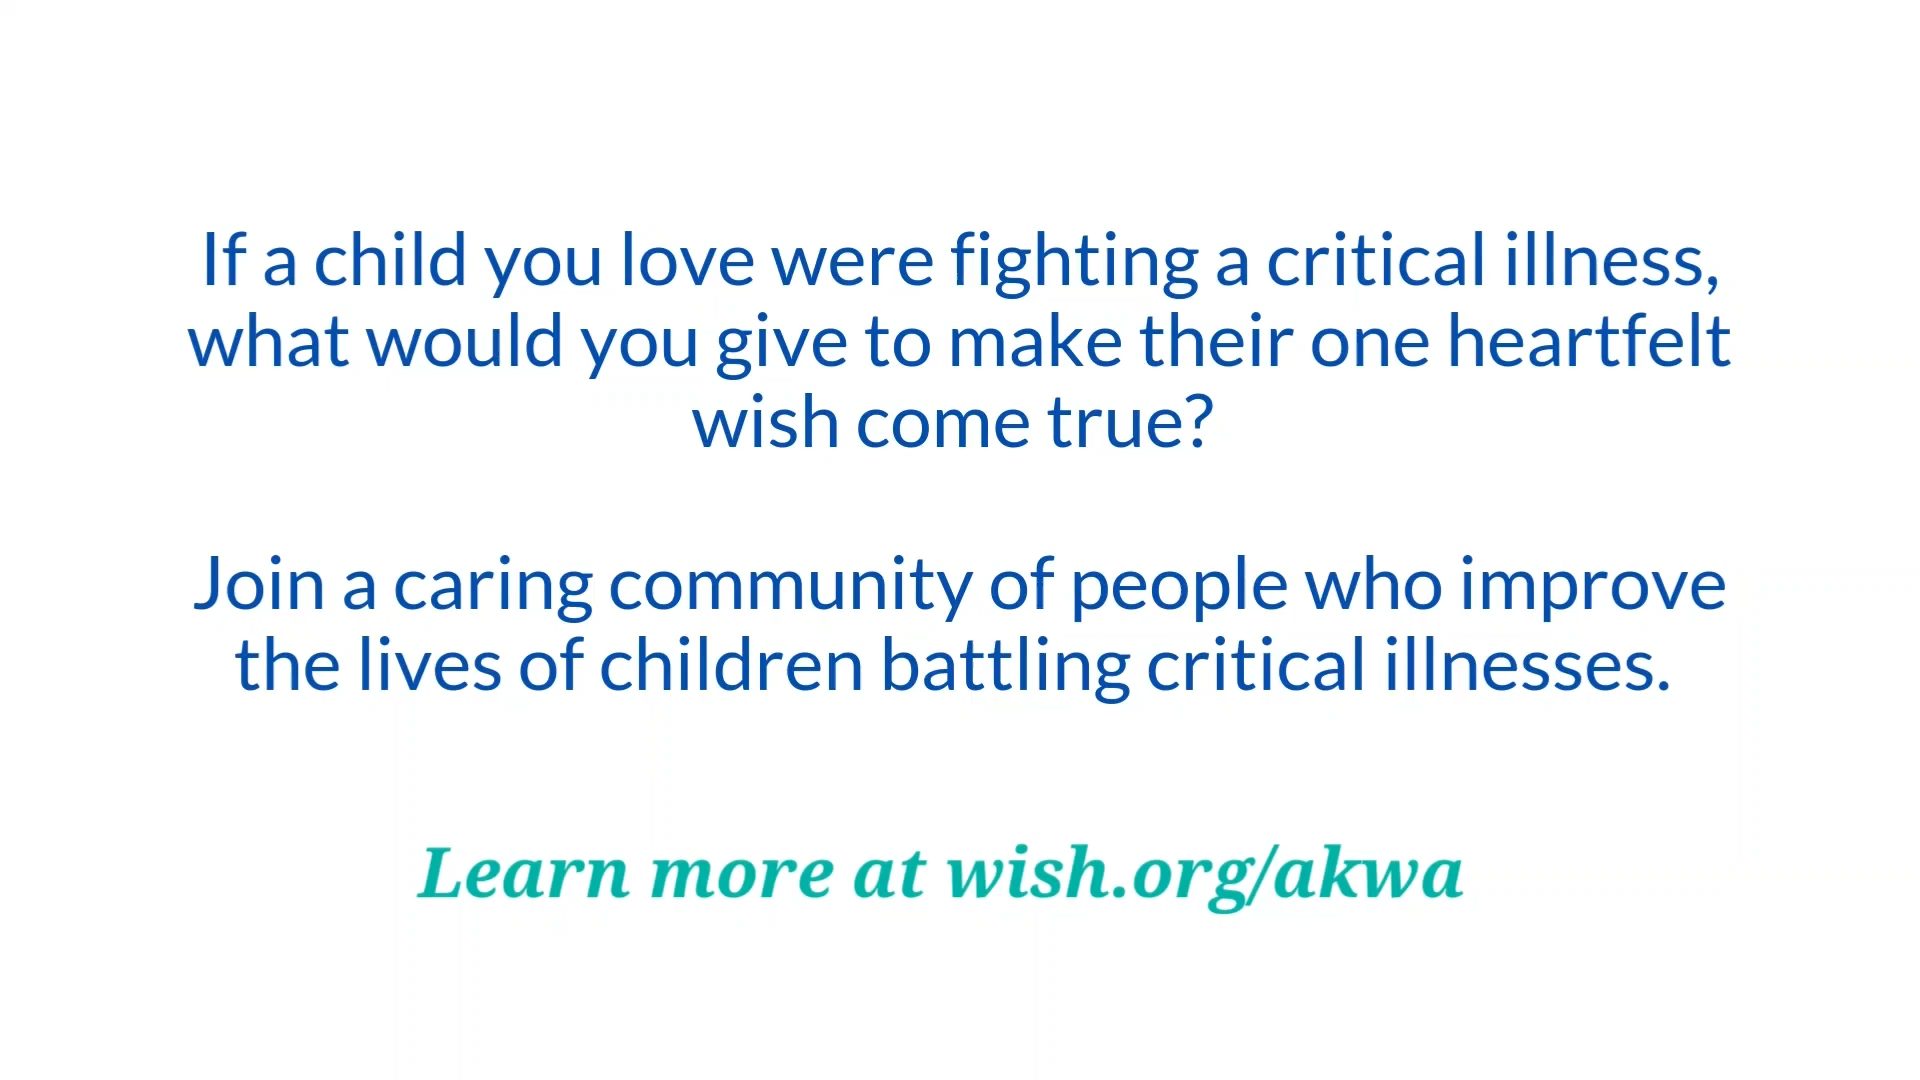 If a child you love were fighting a critical illness,
what would you give to make their one heartfelt
wish come true?
Join a caring community of people who improve
the lives of children battling critical illnesses.
Learn more at wish.org/akwa